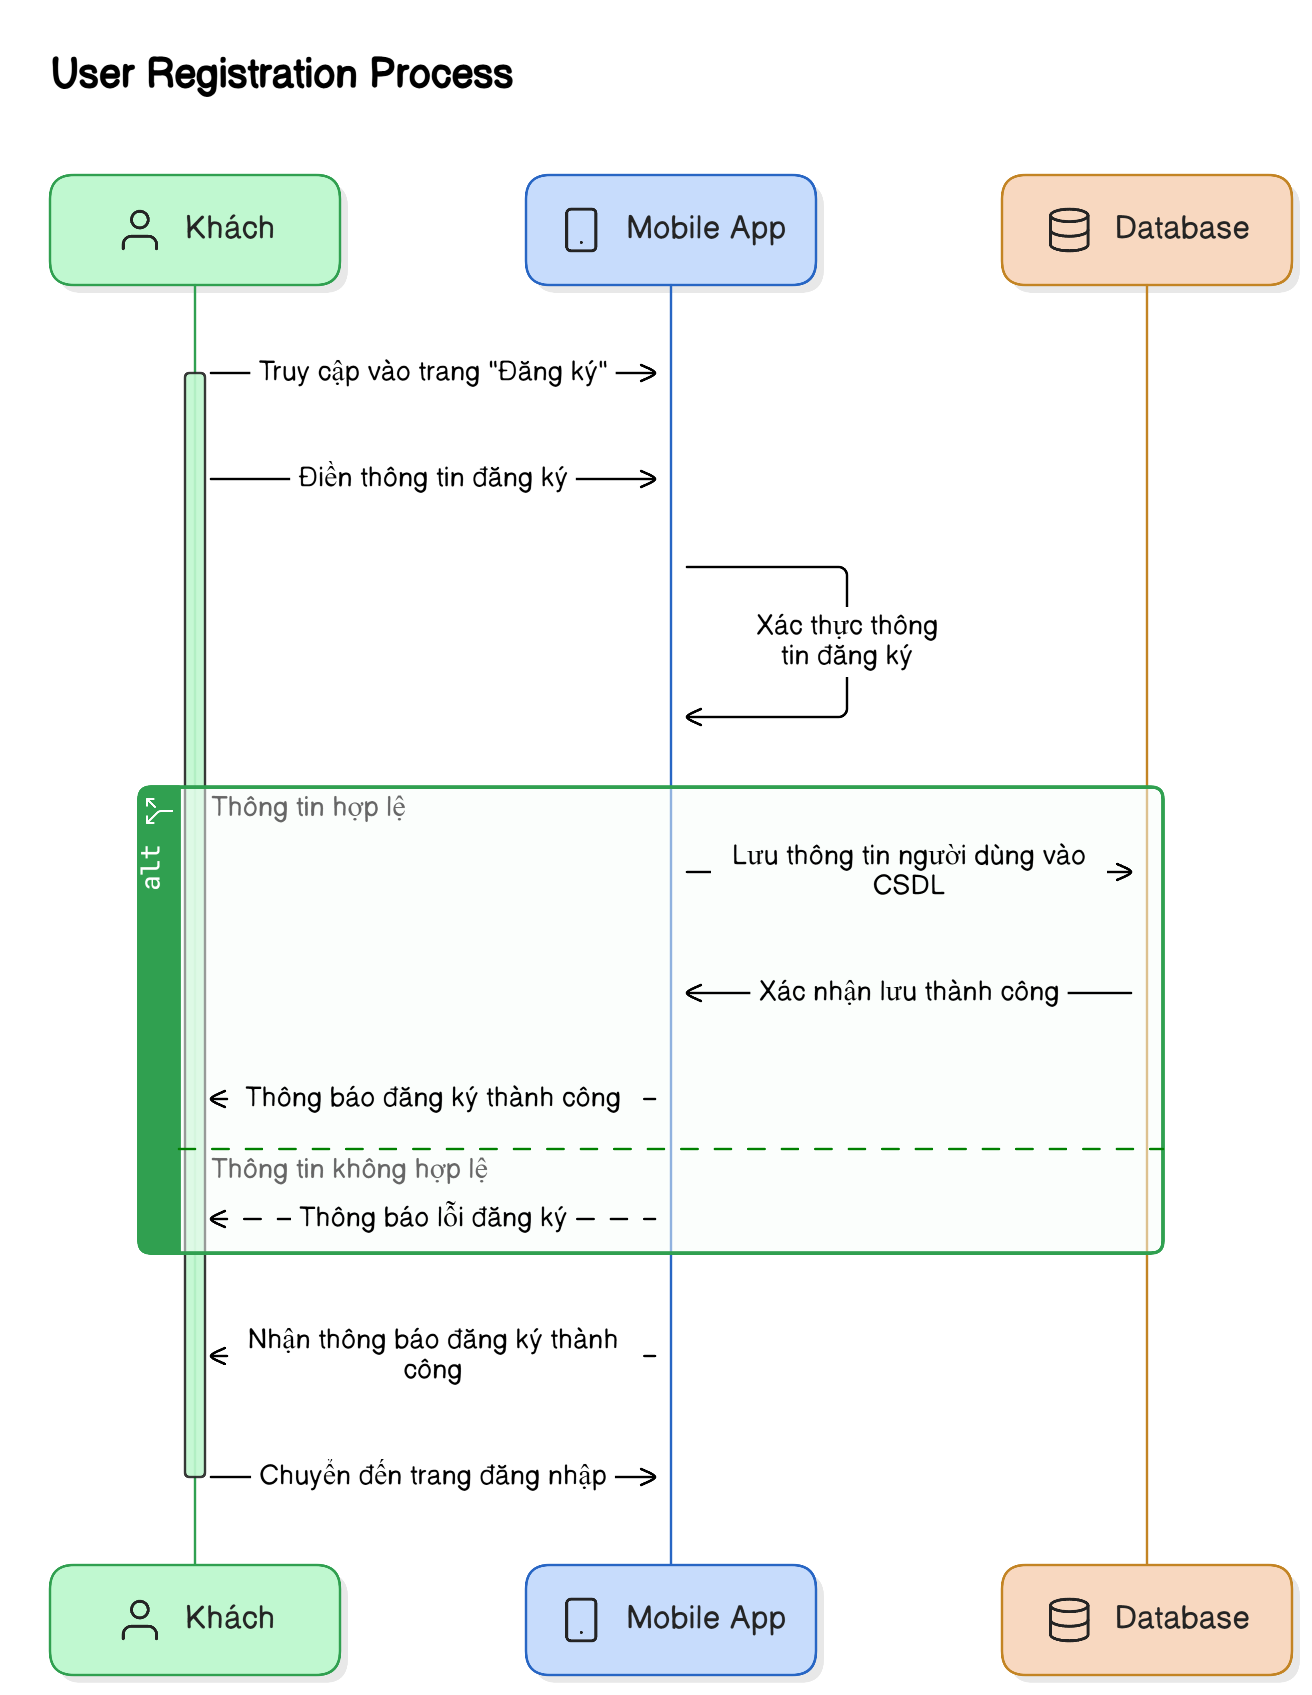 User Registration Process
Khách
Mobile App
Database
Truy cập vào trang "Đăng ký"
Điền thông tin đăng ký
Xác thực thông
tin đăng ký
alt
Thông tin hợp lệ
Lưu thông tin người dùng vào
CSDL
Xác nhận lưu thành công
Thông báo đăng ký thành công
Thông tin không hợp lệ
Thông báo lỗi đăng ký
Nhận thông báo đăng ký thành
công
Chuyển đến trang đăng nhập
Khách
Mobile App
Database